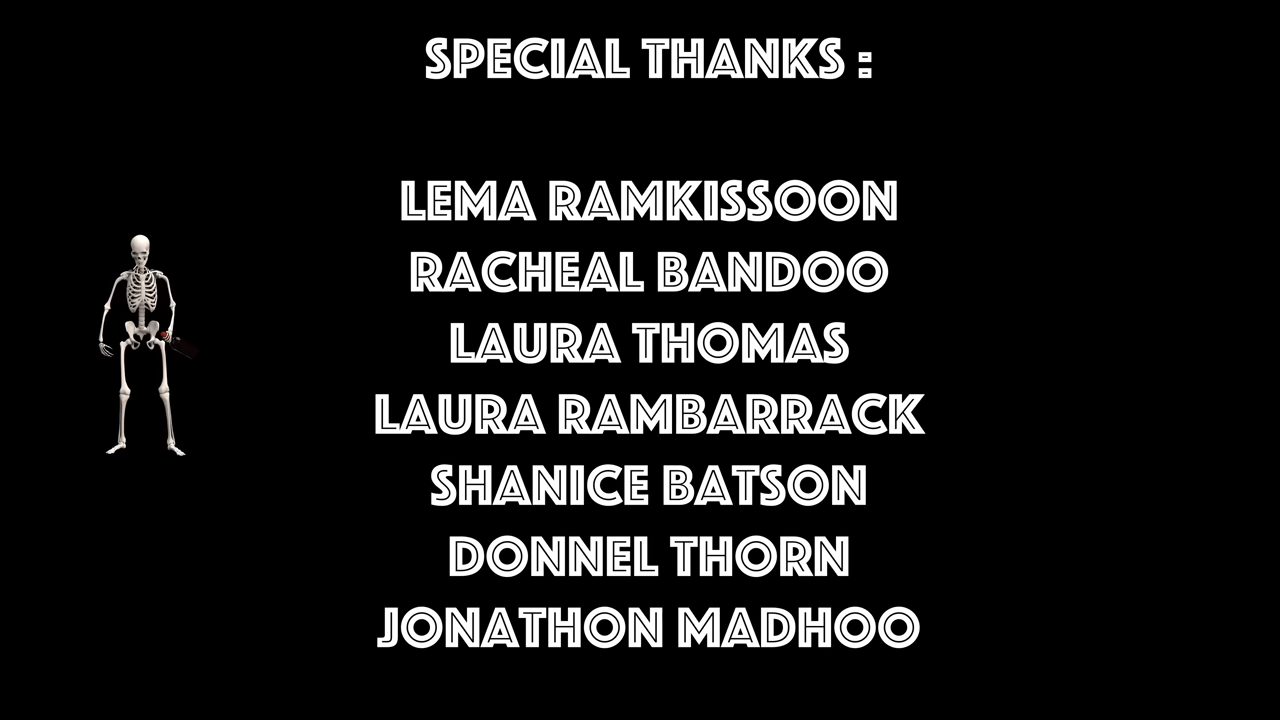 SPECIAL THANKS :
LEMA RAMKISSOON
RACHEAL BANDOO
LAURA THOMAS
LAURA RAMBARRACK
SHANICE BATSON
DONNEL THORN
JONATHON MADHOO